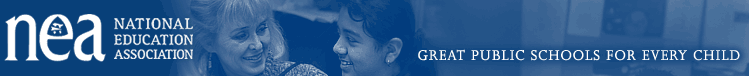 nea
NATIONAL
EDUCATION
ASSOCIATION
GREAT PUBLIC SCHOOLS FOR EVERY CHILD